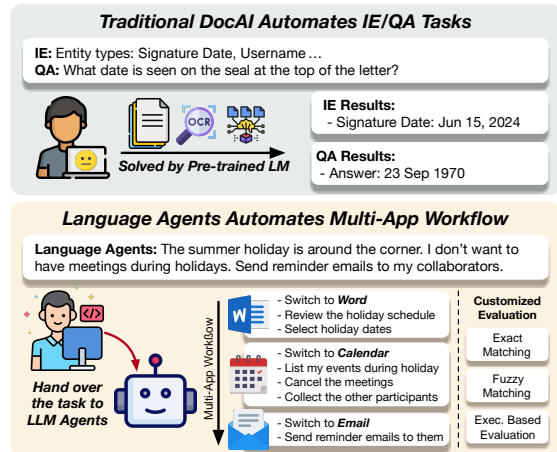 Traditional DocAI Automates IE/QA Tasks
IE: Entity types: Signature Date, Username ...
QA: What date is seen on the seal at the top of the letter?
OCR
Solved by Pre-trained LM
IE Results:
- Signature Date: Jun 15, 2024
QA Results:
- Answer: 23 Sep 1970
Language Agents Automates Multi-App Workflow
Language Agents: The summer holiday is around the corner. I don't want to
have meetings during holidays. Send reminder emails to my collaborators.
</>
Hand over
the task to
LLM Agents
Multi-App Workflow
W
- Switch to Word
- Review the holiday schedule
- Select holiday dates
- Switch to Calendar
- List my events during holiday
- Cancel the meetings
- Collect the other participants
- Switch to Email
- Send reminder emails to them
Customized
Evaluation
Exact
Matching
Fuzzy
Matching
Exec. Based
Evaluation